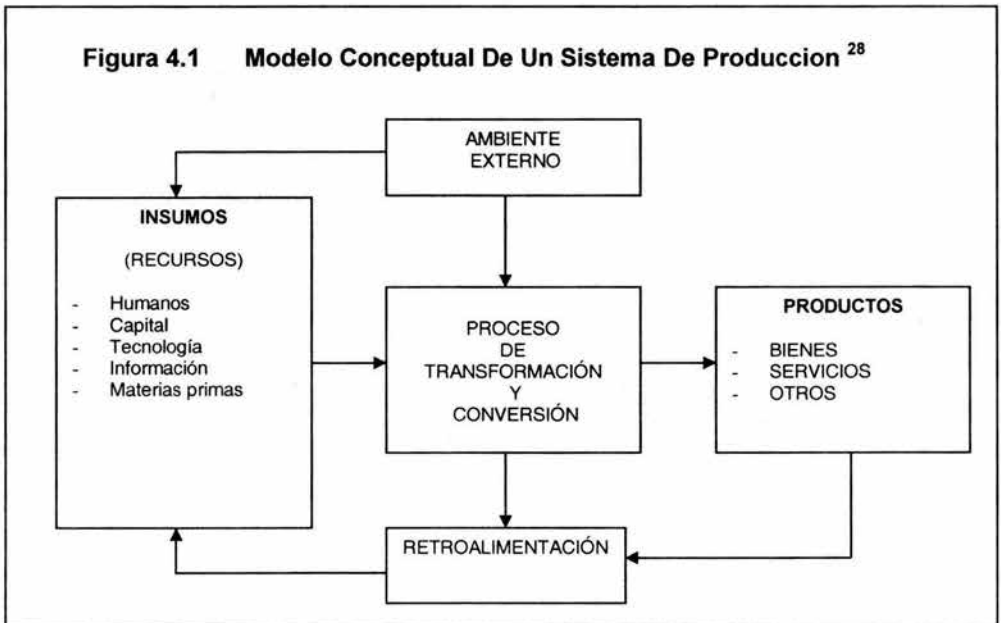 Figura 4.1 Modelo Conceptual De Un Sistema De Produccion 28
AMBIENTE
EXTERNO
INSUMOS
(RECURSOS)
- Humanos
- Capital
- Tecnología
- Información
- Materias primas
PROCESO
DE
TRANSFORMACIÓN
Y
CONVERSIÓN
PRODUCTOS
- BIENES
- SERVICIOS
- OTROS
RETROALIMENTACIÓN